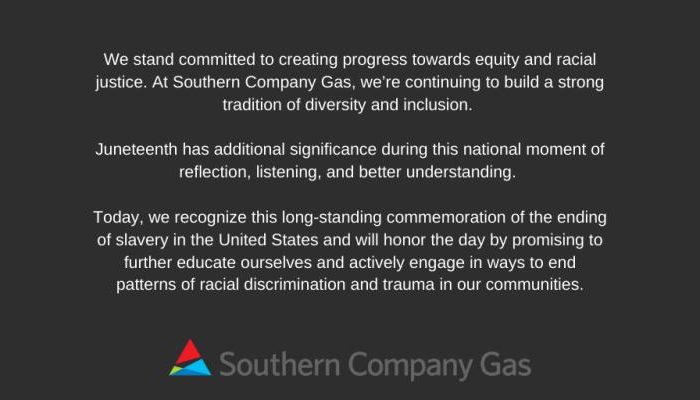 We stand committed to creating progress towards equity and racial
justice. At Southern Company Gas, we’re continuing to build a strong
tradition of diversity and inclusion.
Juneteenth has additional significance during this national moment of
reflection, listening, and better understanding.
Today, we recognize this long-standing commemoration of the ending
of slavery in the United States and will honor the day by promising to
further educate ourselves and actively engage in ways to end
patterns of racial discrimination and trauma in our communities.
Southern Company Gas